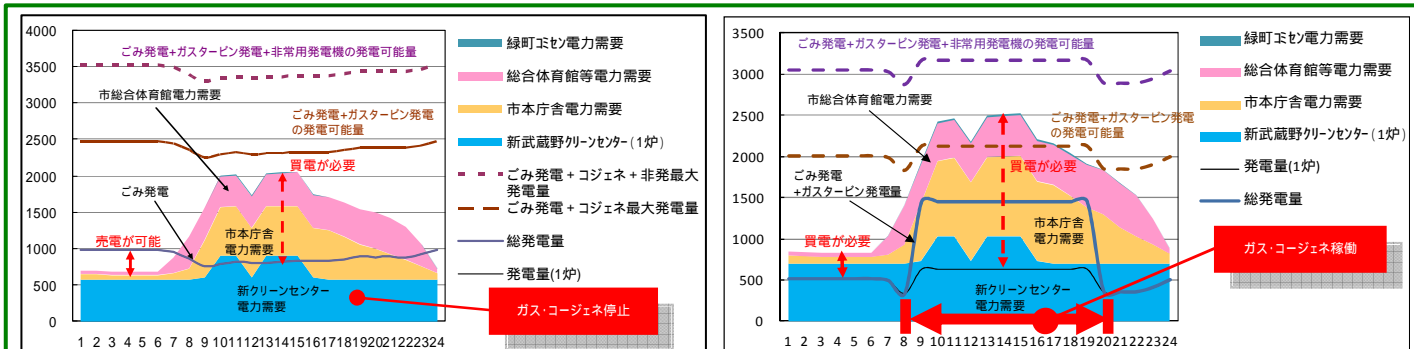 4000
3500
3000
2500
2000
1500
1000
500
0
1 2 3 4 5 6 7 8 9 101112131415161718192021222324
ごみ発電+ガスタービン発電+非常用発電機の発電可能量
市総合体育館電力需要
ごみ発電+ガスタービン発電
の発電可能量
買電が必要
ごみ発電
売電が可能
市本庁舎
電力需要
新クリーンセンター
電力需要
ガス・コージェネ停止
緑町コミセン電力需要
総合体育館等電力需要
市本庁舎電力需要
新武蔵野クリーンセンター(1炉)
ごみ発電+コジェネ+非発最大
発電量
ごみ発電+コジェネ最大発電量
総発電量
発電量(1炉)
3500
3000
2500
2000
1500
1000
500
0
1 2 3 4 5 6 7 8 9 101112131415161718192021222324
ごみ発電+ガスタービン発電+非常用発電機の発電可能量
市総合体育館電力需要
ごみ発電+ガスタービン発電
の発電可能量
買電が必要
ごみ発電
+ガスタービン発電量
買電が必要
市本庁舎
電力需要
新クリーンセンター
電力需要
ガス・コージェネ稼働
緑町コミセン電力需要
総合体育館等電力需要
市本庁舎電力需要
新武蔵野クリーンセンター(1炉)
発電量(1炉)
総発電量